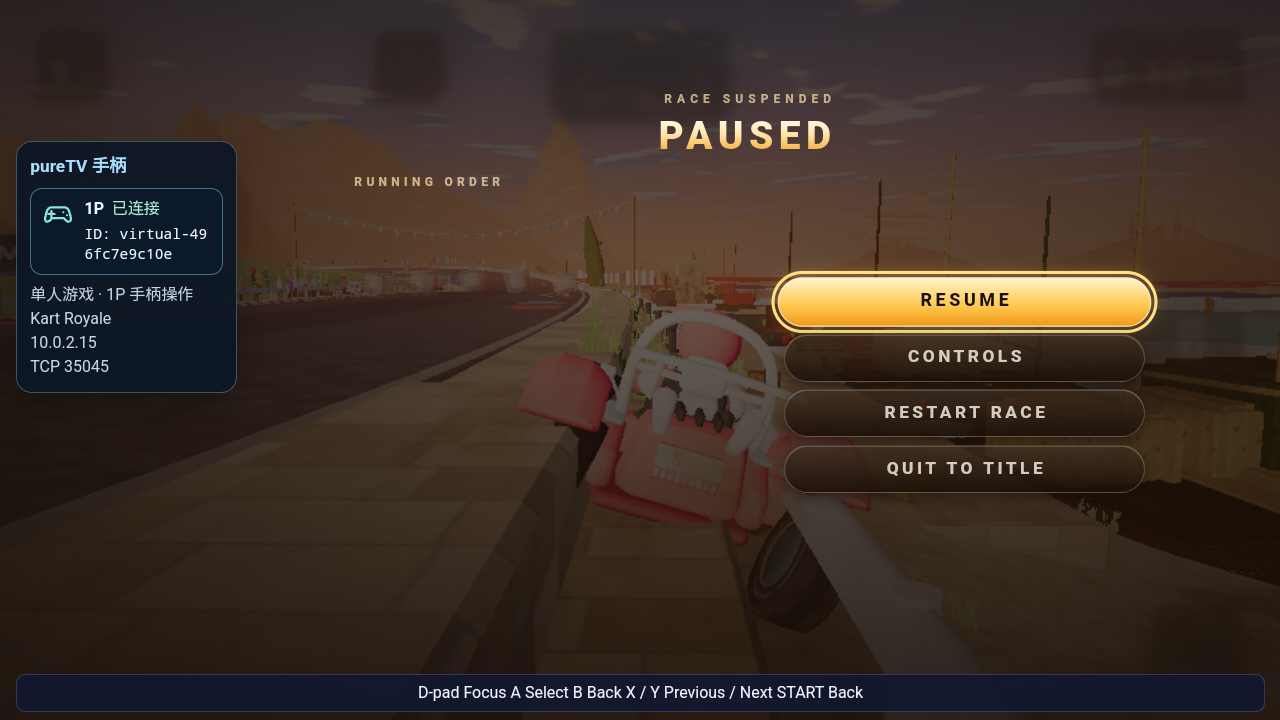 RACE SUSPENDED
PAUSED
RUNNING ORDER
pureTV 手柄
1P 已连接
ID: virtual-49
6fc7e9c10e
单人游戏 · 1P 手柄操作
Kart Royale
10.0.2.15
TCP 35045
RESUME
CONTROLS
RESTART RACE
QUIT TO TITLE
D-pad Focus A Select B Back X / Y Previous / Next START Back